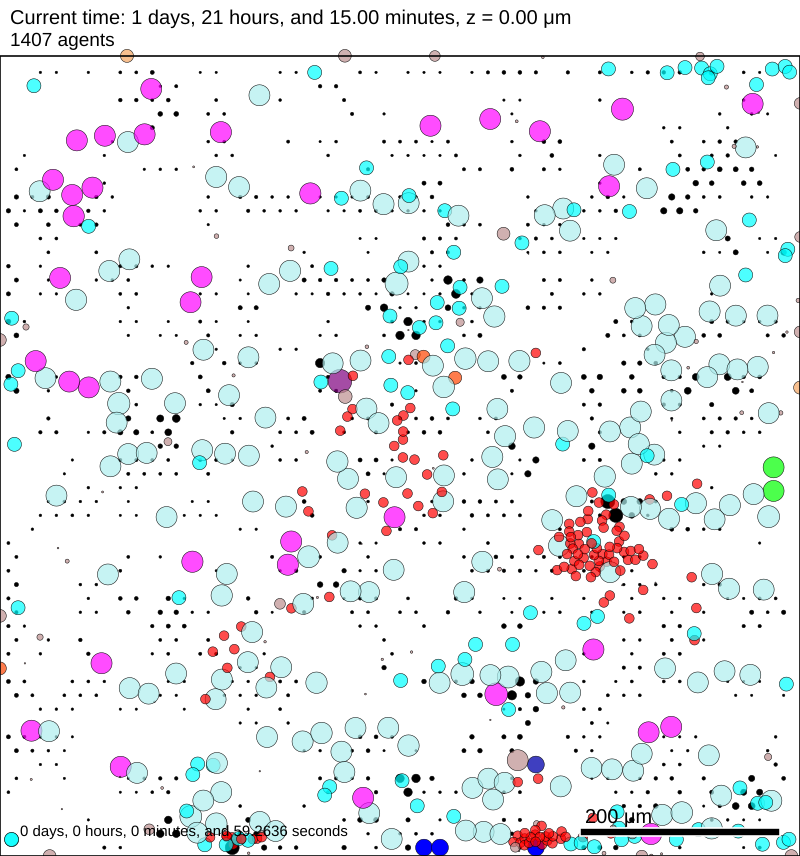 Current time: 1 days, 21 hours, and 15.00 minutes, z = 0.00 μm
1407 agents
200 μm
0 days, 0 hours, 0 minutes, and 59.2636 seconds